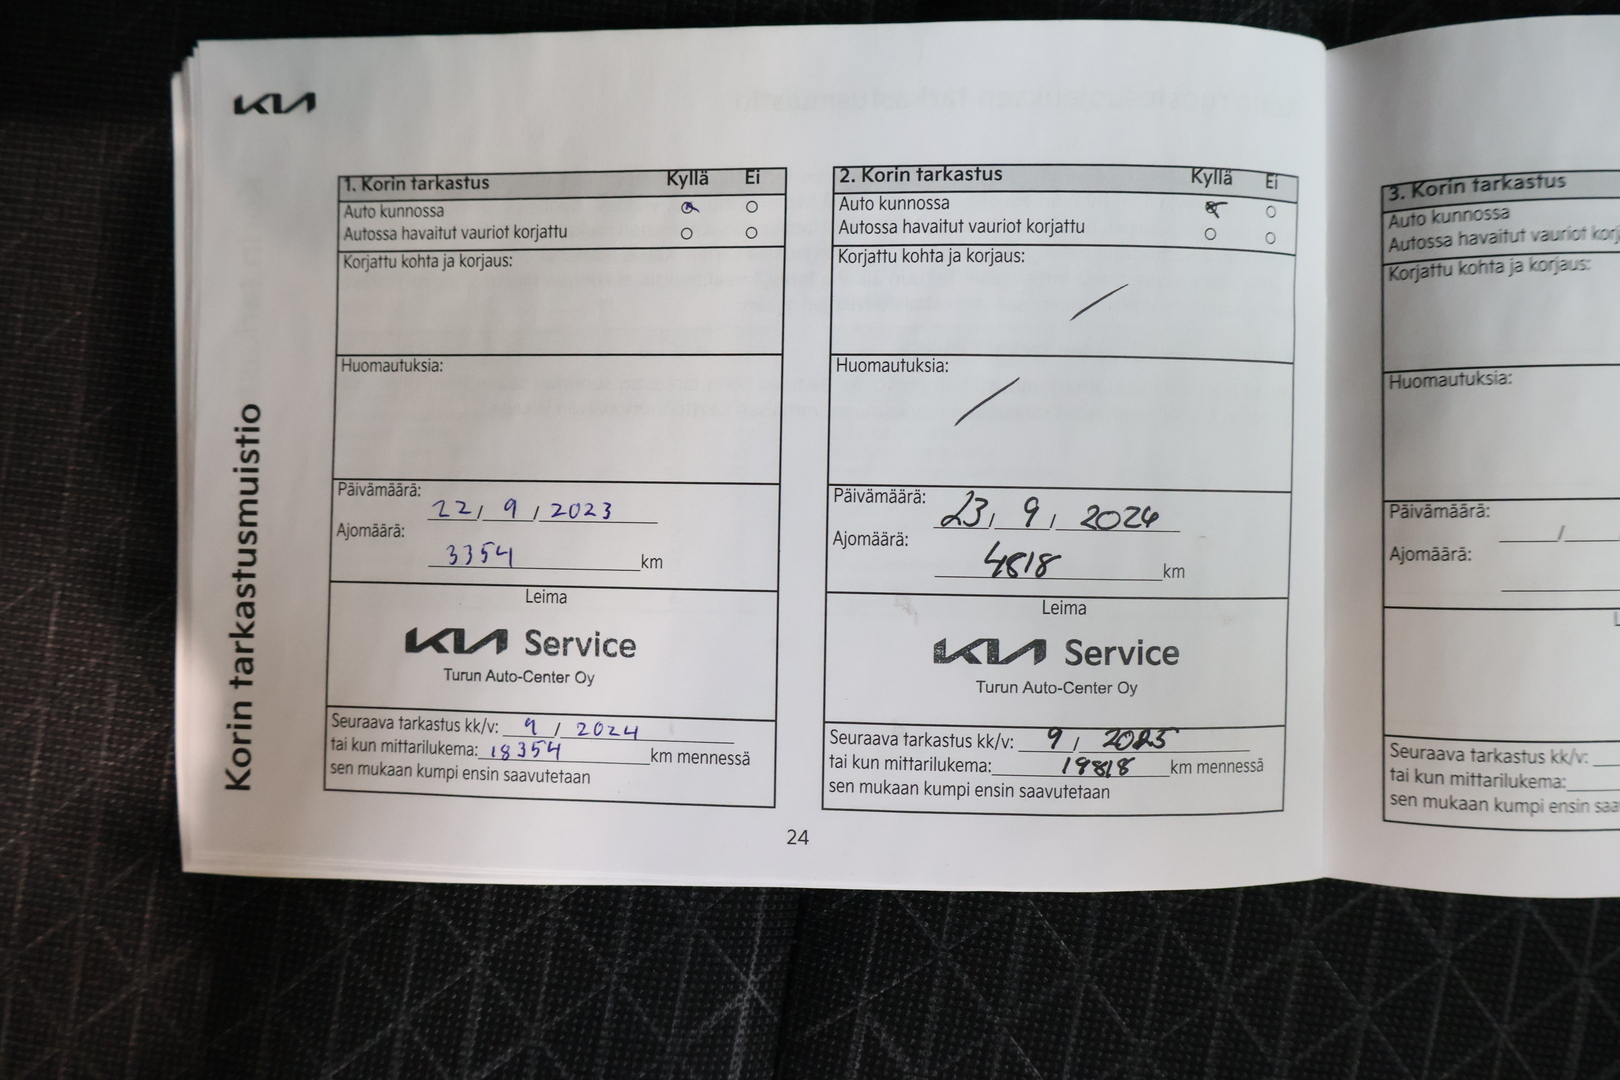 KIA
Korin tarkastusmuistio
1. Korin tarkastus Kyllä Ei
Auto kunnossa
Autossa havaitut vauriot korjattu
Korjattu kohta ja korjaus:
Huomautuksia:
Päivämäärä: 22 / 9 / 2023
Ajomäärä: 3354 km
Leima
KIA Service
Turun Auto-Center Oy
Seuraava tarkastus kk/v: 9 / 2024
tai kun mittarilukema: 18354 km mennessä
sen mukaan kumpi ensin saavutetaan
2. Korin tarkastus Kyllä Ei
Auto kunnossa
Autossa havaitut vauriot korjattu
Korjattu kohta ja korjaus:
Huomautuksia:
Päivämäärä: 23 / 9 / 2024
Ajomäärä: 4818 km
Leima
KIA Service
Turun Auto-Center Oy
Seuraava tarkastus kk/v: 9 / 2025
tai kun mittarilukema: 19818 km mennessä
sen mukaan kumpi ensin saavutetaan
24
3. Korin tarkastus
Auto kunnossa
Autossa havaitut vauriot korj
Korjattu kohta ja korjaus:
Huomautuksia:
Päivämäärä: /
Ajomäärä:
L
Seuraava tarkastus kk/v:
tai kun mittarilukema:
sen mukaan kumpi ensin saa